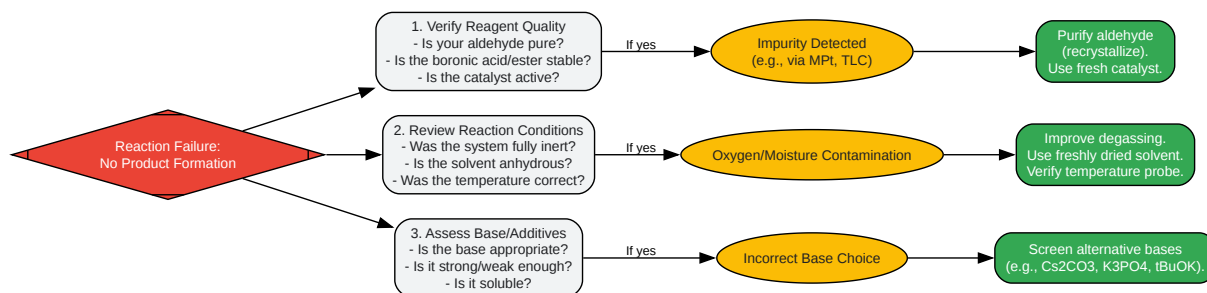 1. Verify Reagent Quality
- Is your aldehyde pure?
- Is the boronic acid/ester stable?
- Is the catalyst active?
If yes
Impurity Detected
(e.g., via MPt, TLC)
Purify aldehyde
(recrystallize).
Use fresh catalyst.
Reaction Failure:
No Product Formation
2. Review Reaction Conditions
- Was the system fully inert?
- Is the solvent anhydrous?
- Was the temperature correct?
If yes
Oxygen/Moisture Contamination
Improve degassing.
Use freshly dried solvent.
Verify temperature probe.
3. Assess Base/Additives
- Is the base appropriate?
- Is it strong/weak enough?
- Is it soluble?
If yes
Incorrect Base Choice
Screen alternative bases
(e.g., Cs2CO3, K3PO4, tBuOK).